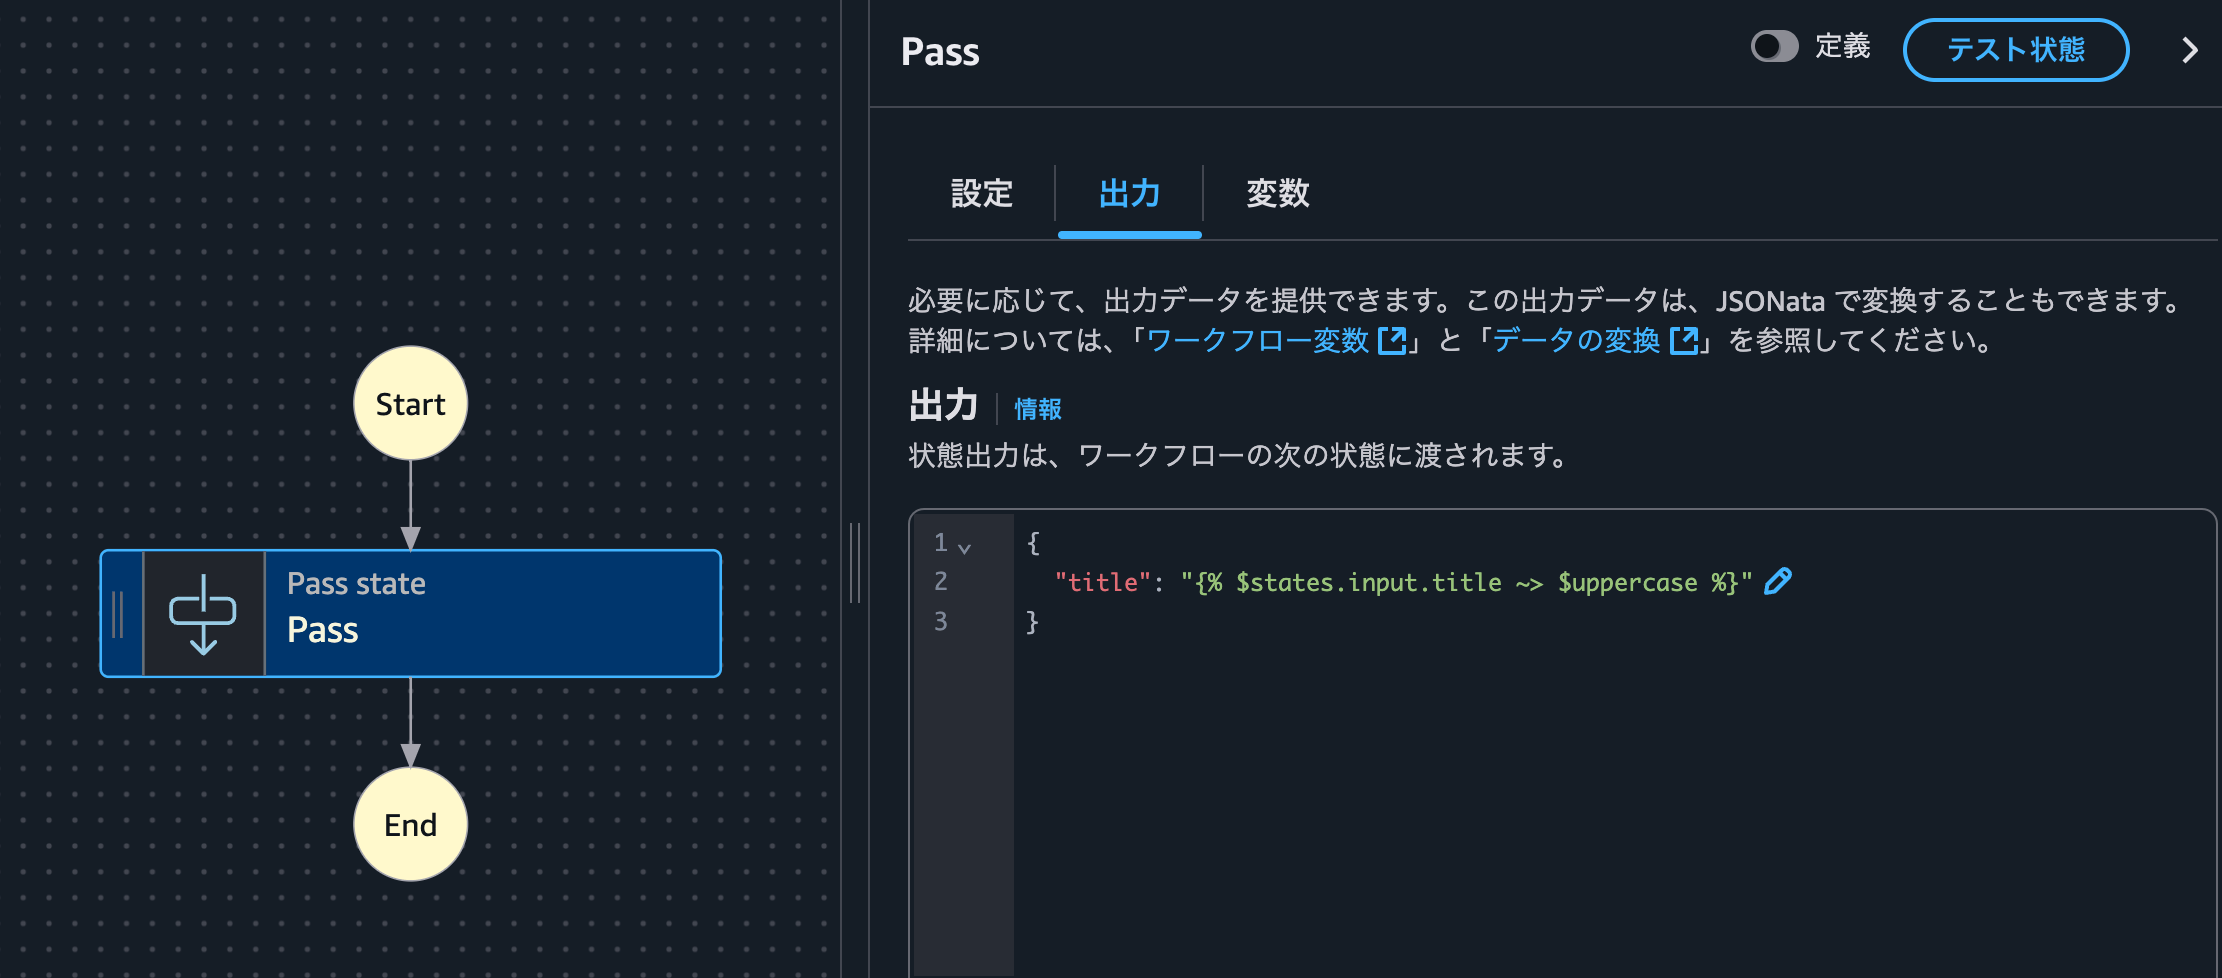 Start
Pass state
Pass
End
Pass
定義
テスト状態
設定
出力
変数
必要に応じて、出力データを提供できます。この出力データは、JSONata で変換することもできます。
詳細については、「ワークフロー変数」と「データの変換」を参照してください。
出力
情報
状態出力は、ワークフローの次の状態に渡されます。
1 {
2 "title": "{% $states.input.title ~> $uppercase %}"
3 }